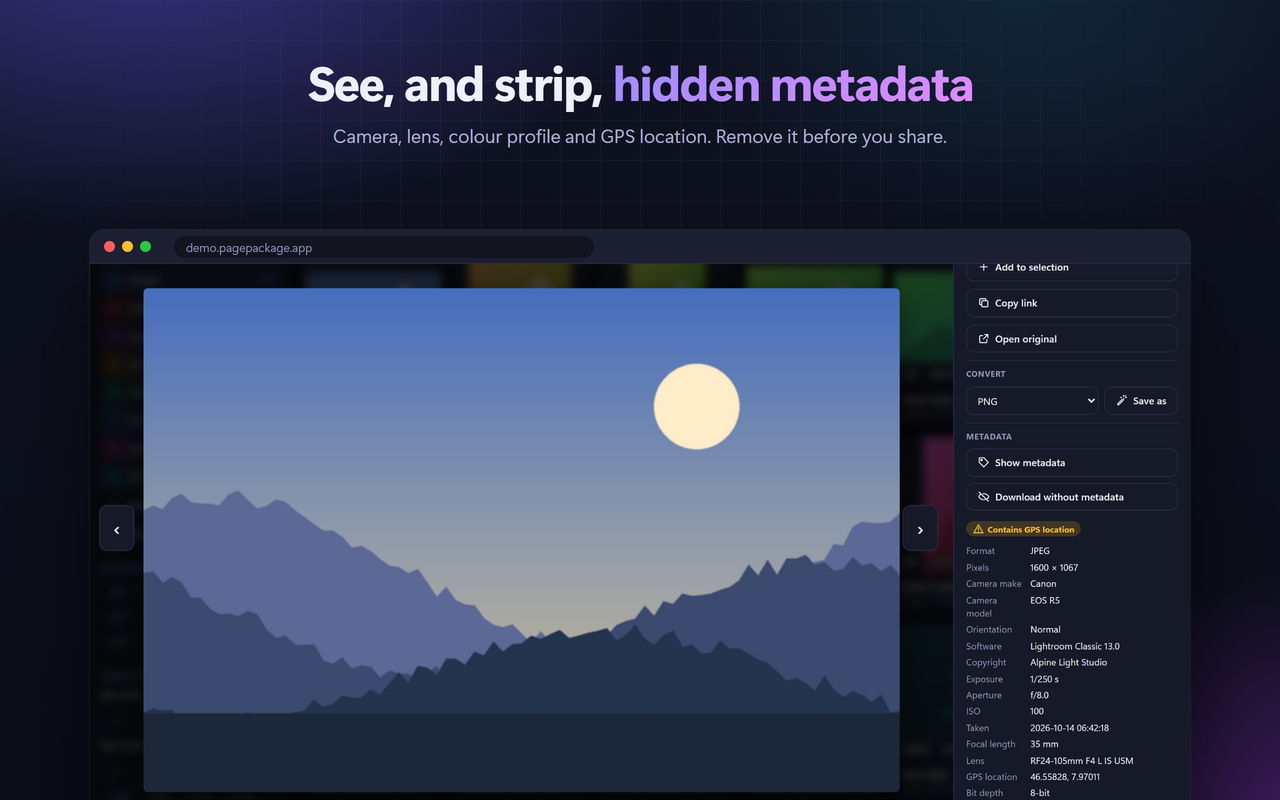 See, and strip, hidden metadata
Camera, lens, colour profile and GPS location. Remove it before you share.
demo.pagepackage.app
Add to selection
Copy link
Open original
CONVERT
PNG
Save as
METADATA
Show metadata
Download without metadata
Contains GPS location
Format JPEG
Pixels 1600 × 1067
Camera make Canon
Camera model EOS R5
Orientation Normal
Software Lightroom Classic 13.0
Copyright Alpine Light Studio
Exposure 1/250 s
Aperture f/8.0
ISO 100
Taken 2026-10-14 06:42:18
Focal length 35 mm
Lens RF24-105mm F4 L IS USM
GPS location 46.55828, 7.97011
Bit depth 8-bit